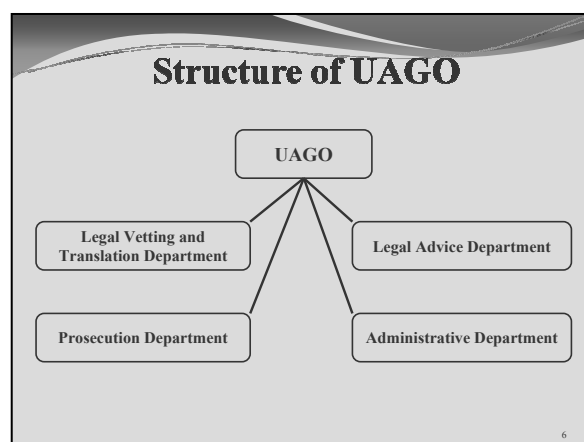 Structure of UAGO
UAGO
Legal Vetting and
Translation Department
Legal Advice Department
Prosecution Department
Administrative Department
6